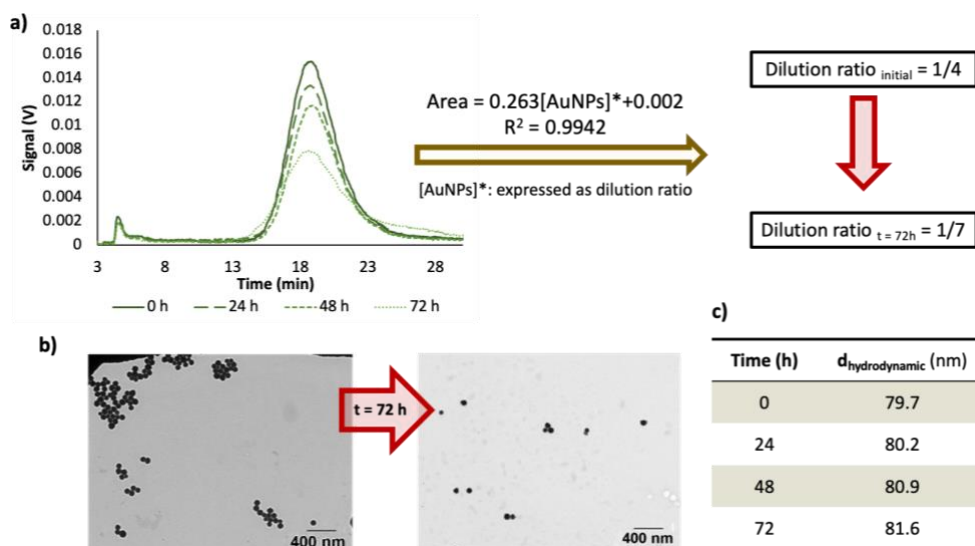 a)
0.018
0.016
0.014
0.012
0.01
0.008
0.006
0.004
0.002
0
Signal (V)
3 8 13 18 23 28
Time (min)
0 h 24 h 48 h 72 h
Area = 0.263[AuNPs]*+0.002
R² = 0.9942
[AuNPs]*: expressed as dilution ratio
Dilution ratio initial = 1/4
Dilution ratio t = 72h = 1/7
b)
t = 72 h
400 nm
400 nm
c)
Time (h) dhydrodynamic (nm)
0 79.7
24 80.2
48 80.9
72 81.6